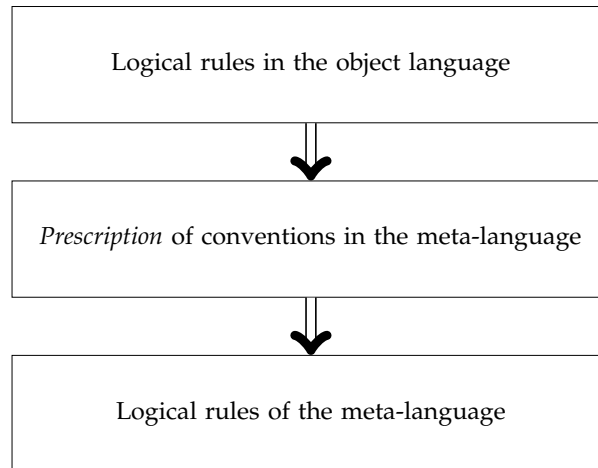 Logical rules in the object language
Prescription of conventions in the meta-language
Logical rules of the meta-language